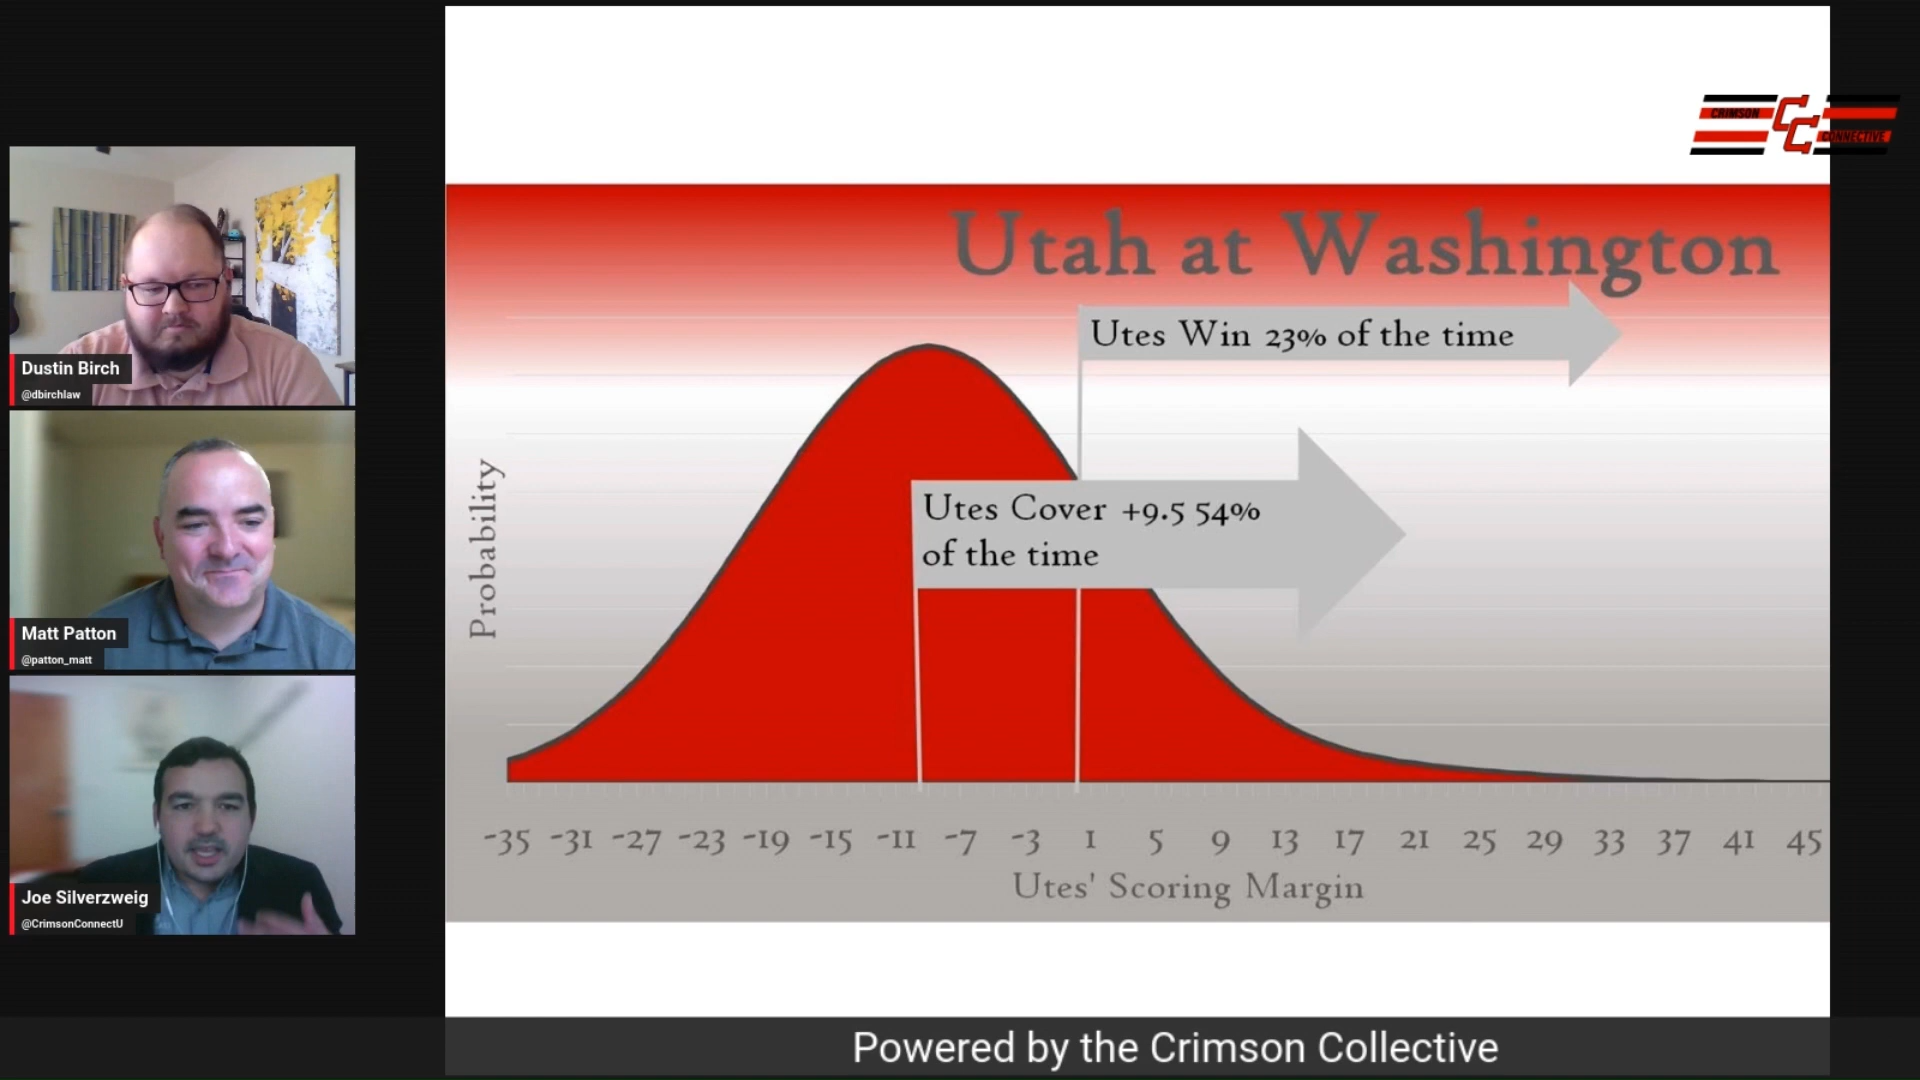 CRIMSON
CC
CONNECTIVE
Utah at Washington
Utes Win 23% of the time
Utes Cover +9.5 54%
of the time
Probability
-35 -31 -27 -23 -19 -15 -11 -7 -3 1 5 9 13 17 21 25 29 33 37 41 45
Utes' Scoring Margin
Dustin Birch
@dbirchlaw
Matt Patton
@patton_matt
Joe Silverzweig
@CrimsonConnectU
Powered by the Crimson Collective